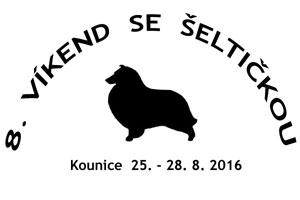 8. VÍKEND SE ŠELTIČKOU
Kounice 25. - 28. 8. 2016